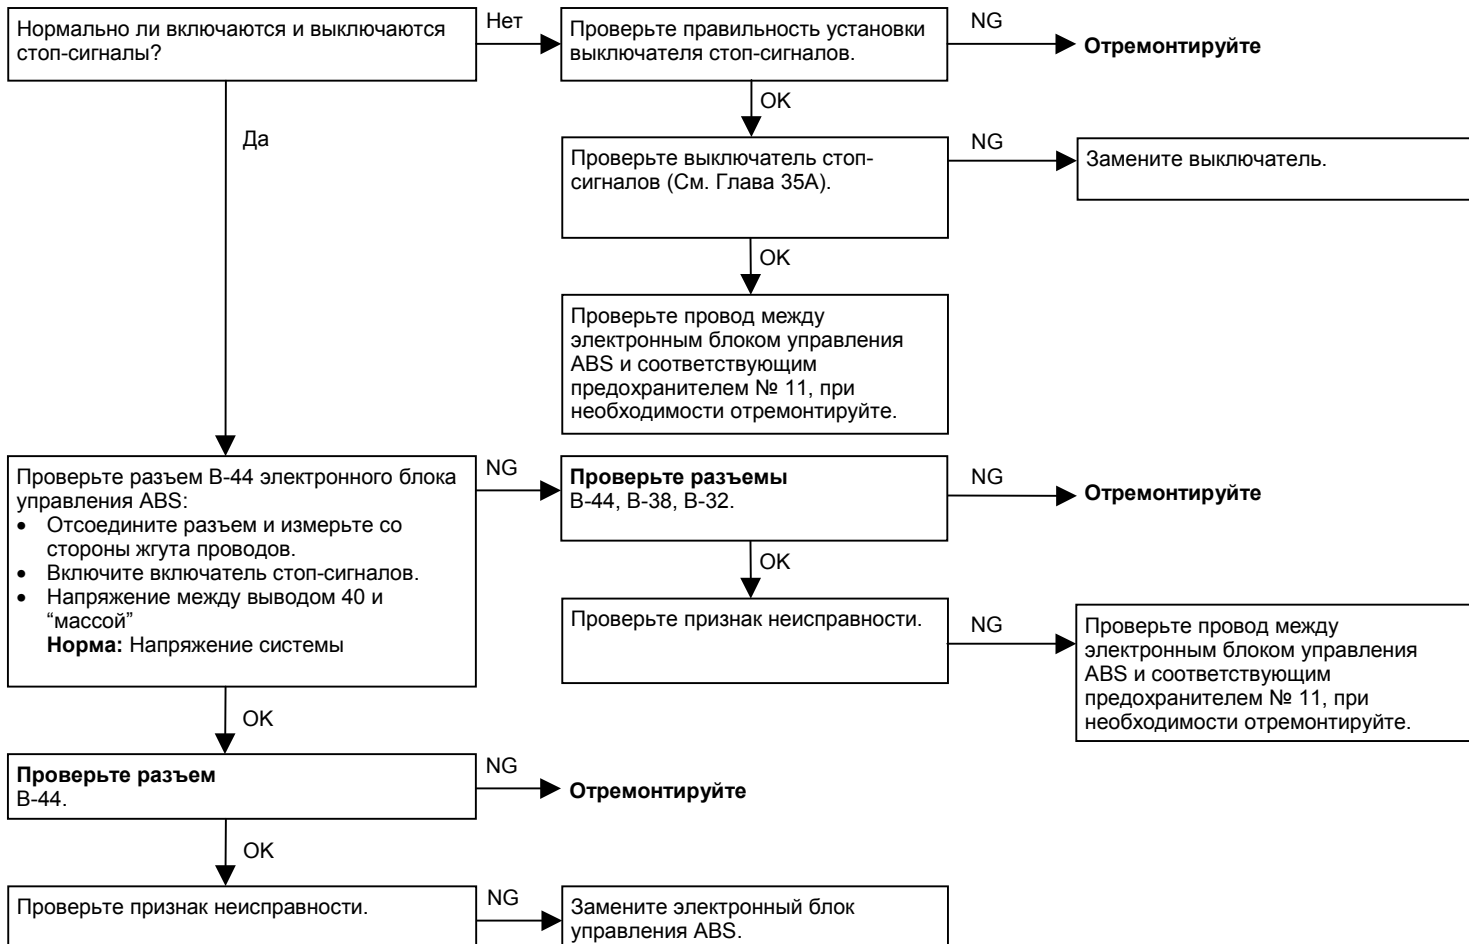 Нормально ли включаются и выключаются
стоп-сигналы?
Нет
Проверьте правильность установки
выключателя стоп-сигналов.
NG
Отремонтируйте
OK
Да
Проверьте выключатель стоп-
сигналов (См. Глава 35А).
NG
Замените выключатель.
OK
Проверьте провод между
электронным блоком управления
ABS и соответствующим
предохранителем № 11, при
необходимости отремонтируйте.
Проверьте разъем В-44 электронного блока
управления ABS:
• Отсоедините разъем и измерьте со
стороны жгута проводов.
• Включите включатель стоп-сигналов.
• Напряжение между выводом 40 и
“массой”
Норма: Напряжение системы
NG
Проверьте разъемы
В-44, В-38, В-32.
NG
Отремонтируйте
OK
Проверьте признак неисправности.
NG
Проверьте провод между
электронным блоком управления
ABS и соответствующим
предохранителем № 11, при
необходимости отремонтируйте.
OK
Проверьте разъем
В-44.
NG
Отремонтируйте
OK
Проверьте признак неисправности.
NG
Замените электронный блок
управления ABS.